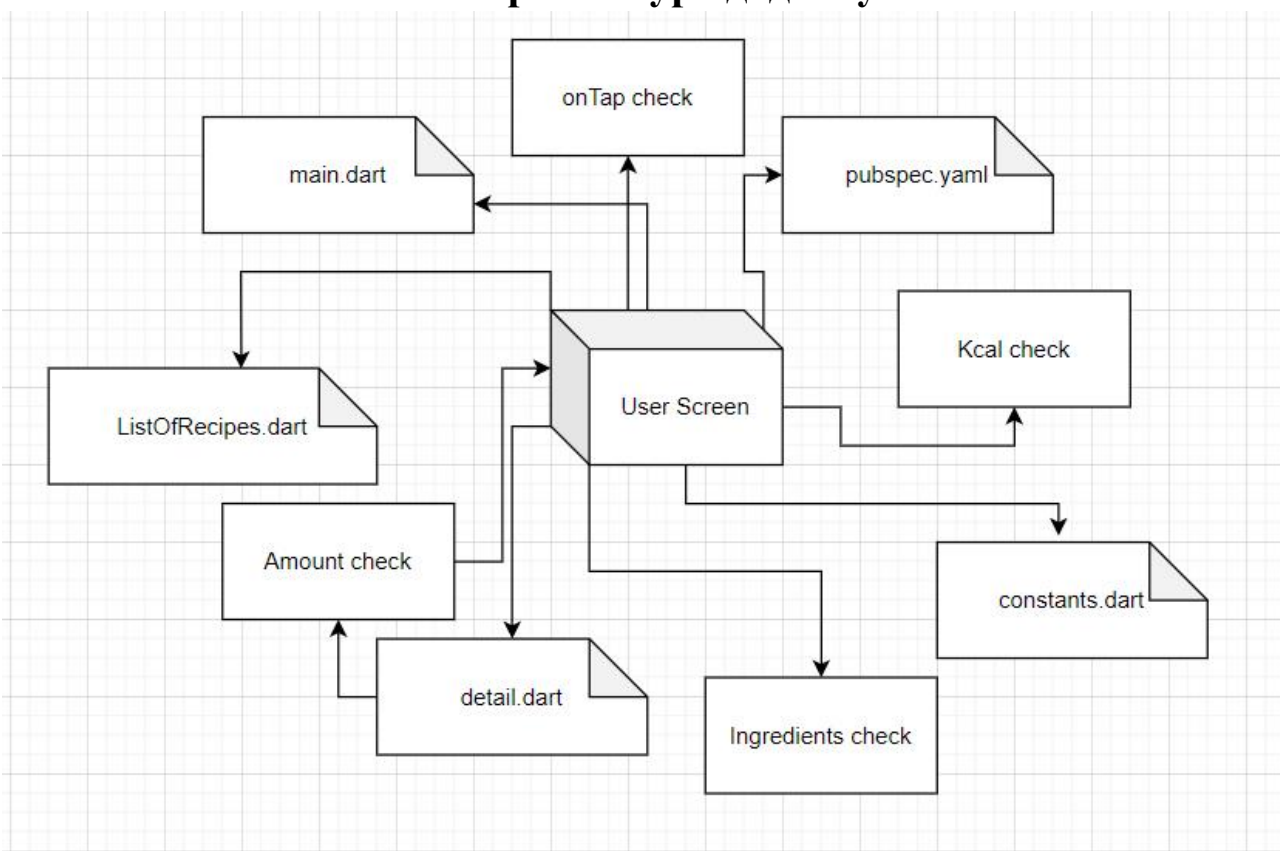 onTap check
main.dart
pubspec.yaml
Kcal check
User Screen
ListOfRecipes.dart
Amount check
constants.dart
detail.dart
Ingredients check